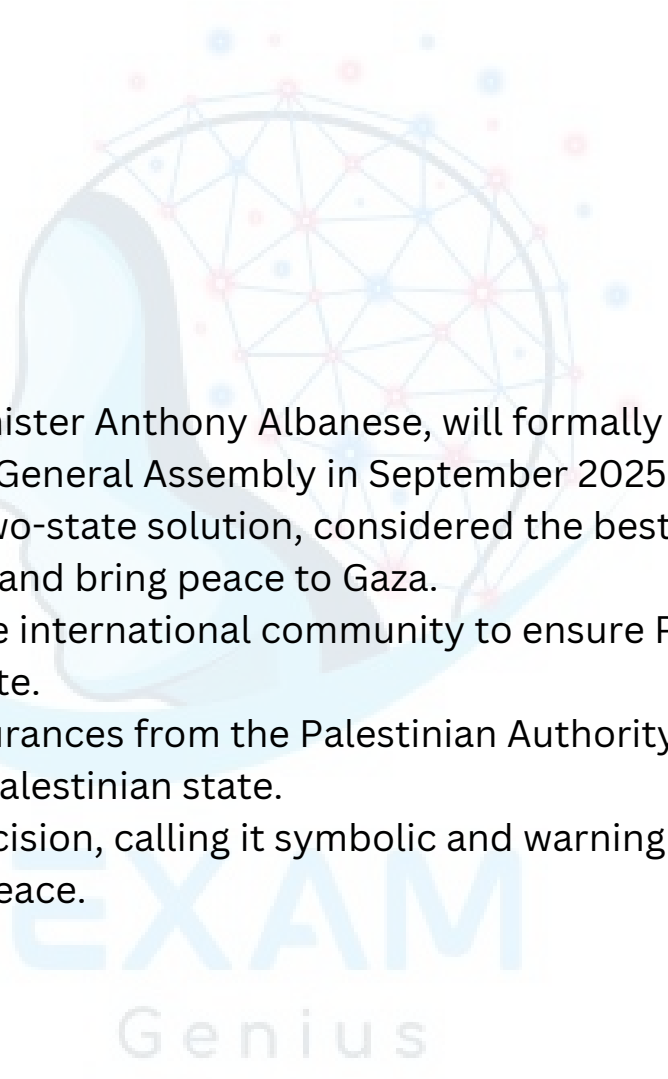 nister Anthony Albanese, will formally
General Assembly in September 2025
wo-state solution, considered the best
and bring peace to Gaza.
e international community to ensure P
te.
urances from the Palestinian Authority
alestinian state.
cision, calling it symbolic and warning
eace.
EXAM
Genius